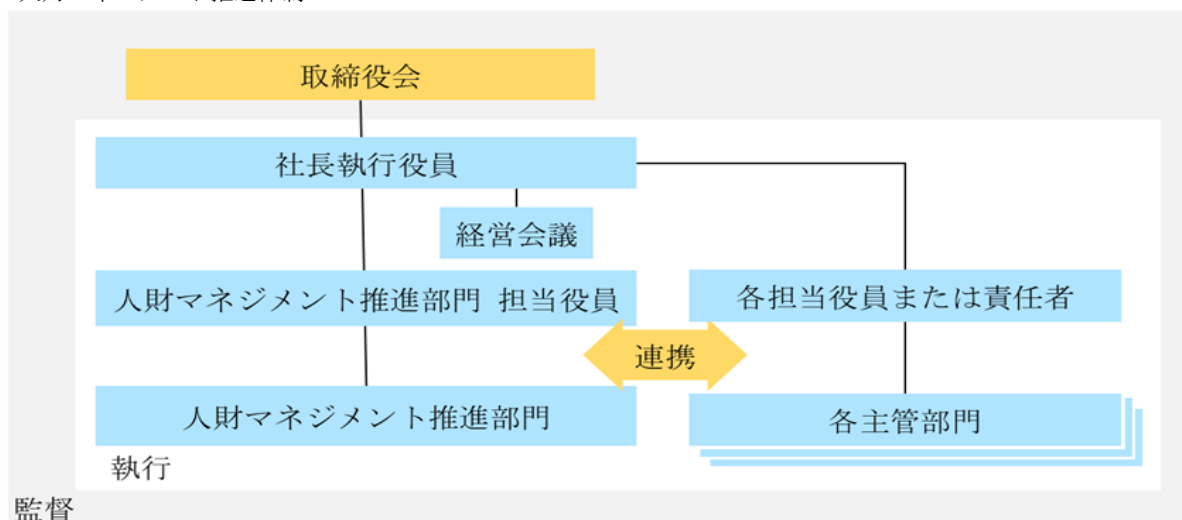 取締役会
社長執行役員
経営会議
人財マネジメント推進部門 担当役員
各担当役員または責任者
連携
人財マネジメント推進部門
各主管部門
執行
監督